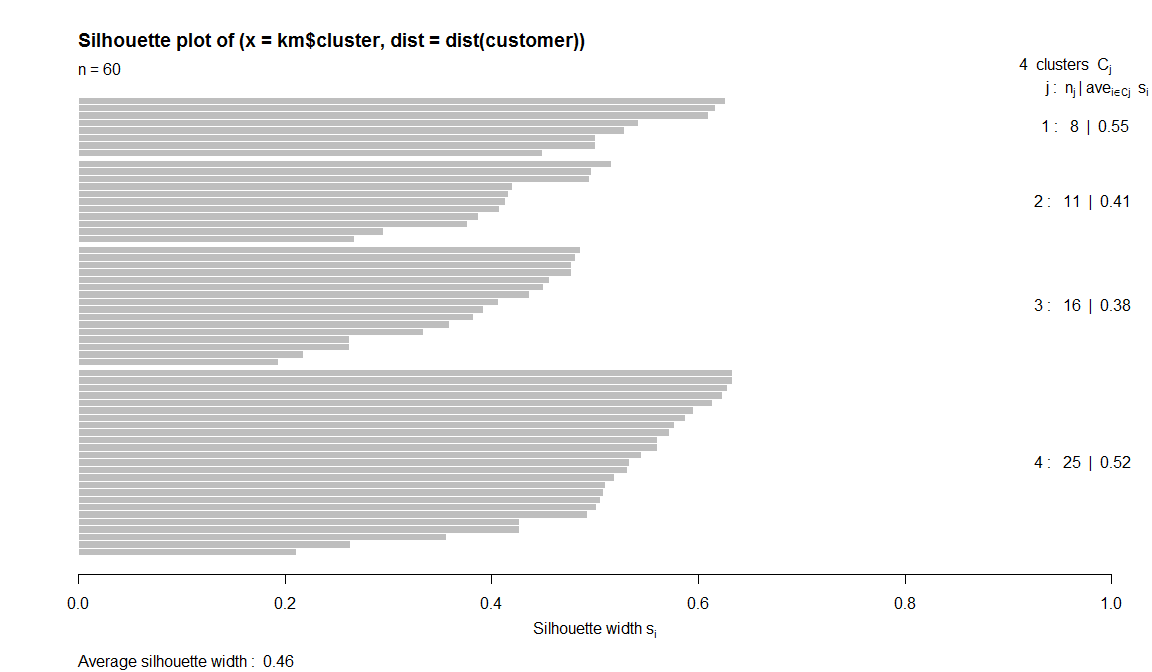 Silhouette plot of (x = km$cluster, dist = dist(customer))
n = 60
4 clusters Cj
j : nj | avei∈Cj si
1 : 8 | 0.55
2 : 11 | 0.41
3 : 16 | 0.38
4 : 25 | 0.52
0.0 0.2 0.4 0.6 0.8 1.0
Silhouette width si
Average silhouette width : 0.46